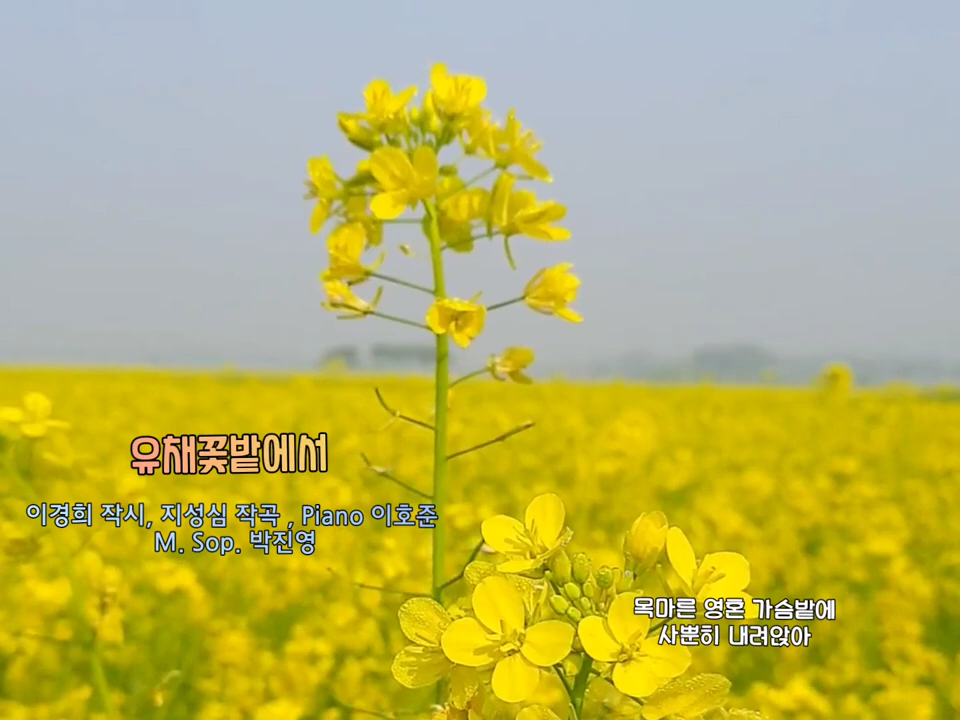 유채꽃밭에서
이경희 작시, 지성심 작곡 , Piano 이호준
M. Sop. 박진영
목마른 영혼 가슴밭에
사뿐히 내려앉아